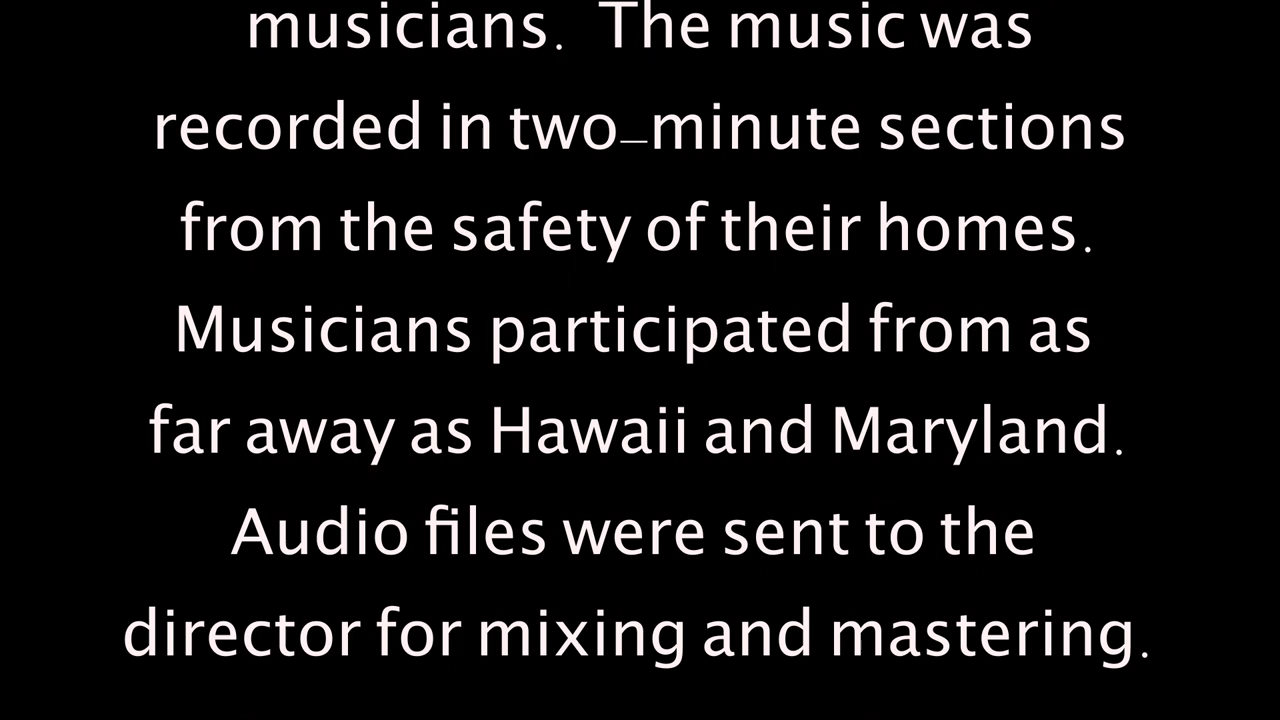 musicians.  The music was
recorded in two-minute sections
from the safety of their homes.
Musicians participated from as
far away as Hawaii and Maryland.
Audio files were sent to the
director for mixing and mastering.